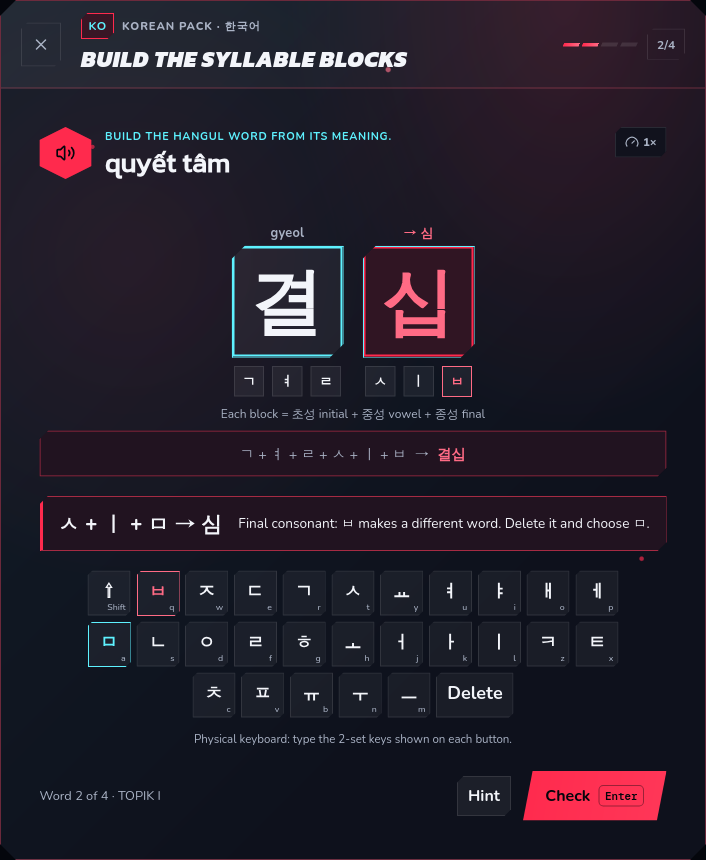 KO KOREAN PACK · 한국어
BUILD THE SYLLABLE BLOCKS
2/4
BUILD THE HANGUL WORD FROM ITS MEANING.
quyết tâm
1×
gyeol → 심
결 십
ㄱ ㅕ ㄹ ㅅ ㅣ ㅂ
Each block = 초성 initial + 중성 vowel + 종성 final
ㄱ + ㅕ + ㄹ + ㅅ + ㅣ + ㅂ → 결십
ㅅ + ㅣ + ㅁ → 심 Final consonant: ㅂ makes a different word. Delete it and choose ㅁ.
⇧ Shift ㅂ q ㅈ w ㄷ e ㄱ r ㅅ t ㅛ y ㅕ u ㅑ i ㅐ o ㅔ p
ㅁ a ㄴ s ㅇ d ㄹ f ㅎ g ㅗ h ㅓ j ㅏ k ㅣ l ㅋ z ㅌ x
ㅊ c ㅍ v ㅠ b ㅜ n ㅡ m Delete
Physical keyboard: type the 2-set keys shown on each button.
Word 2 of 4 · TOPIK I
Hint
Check Enter